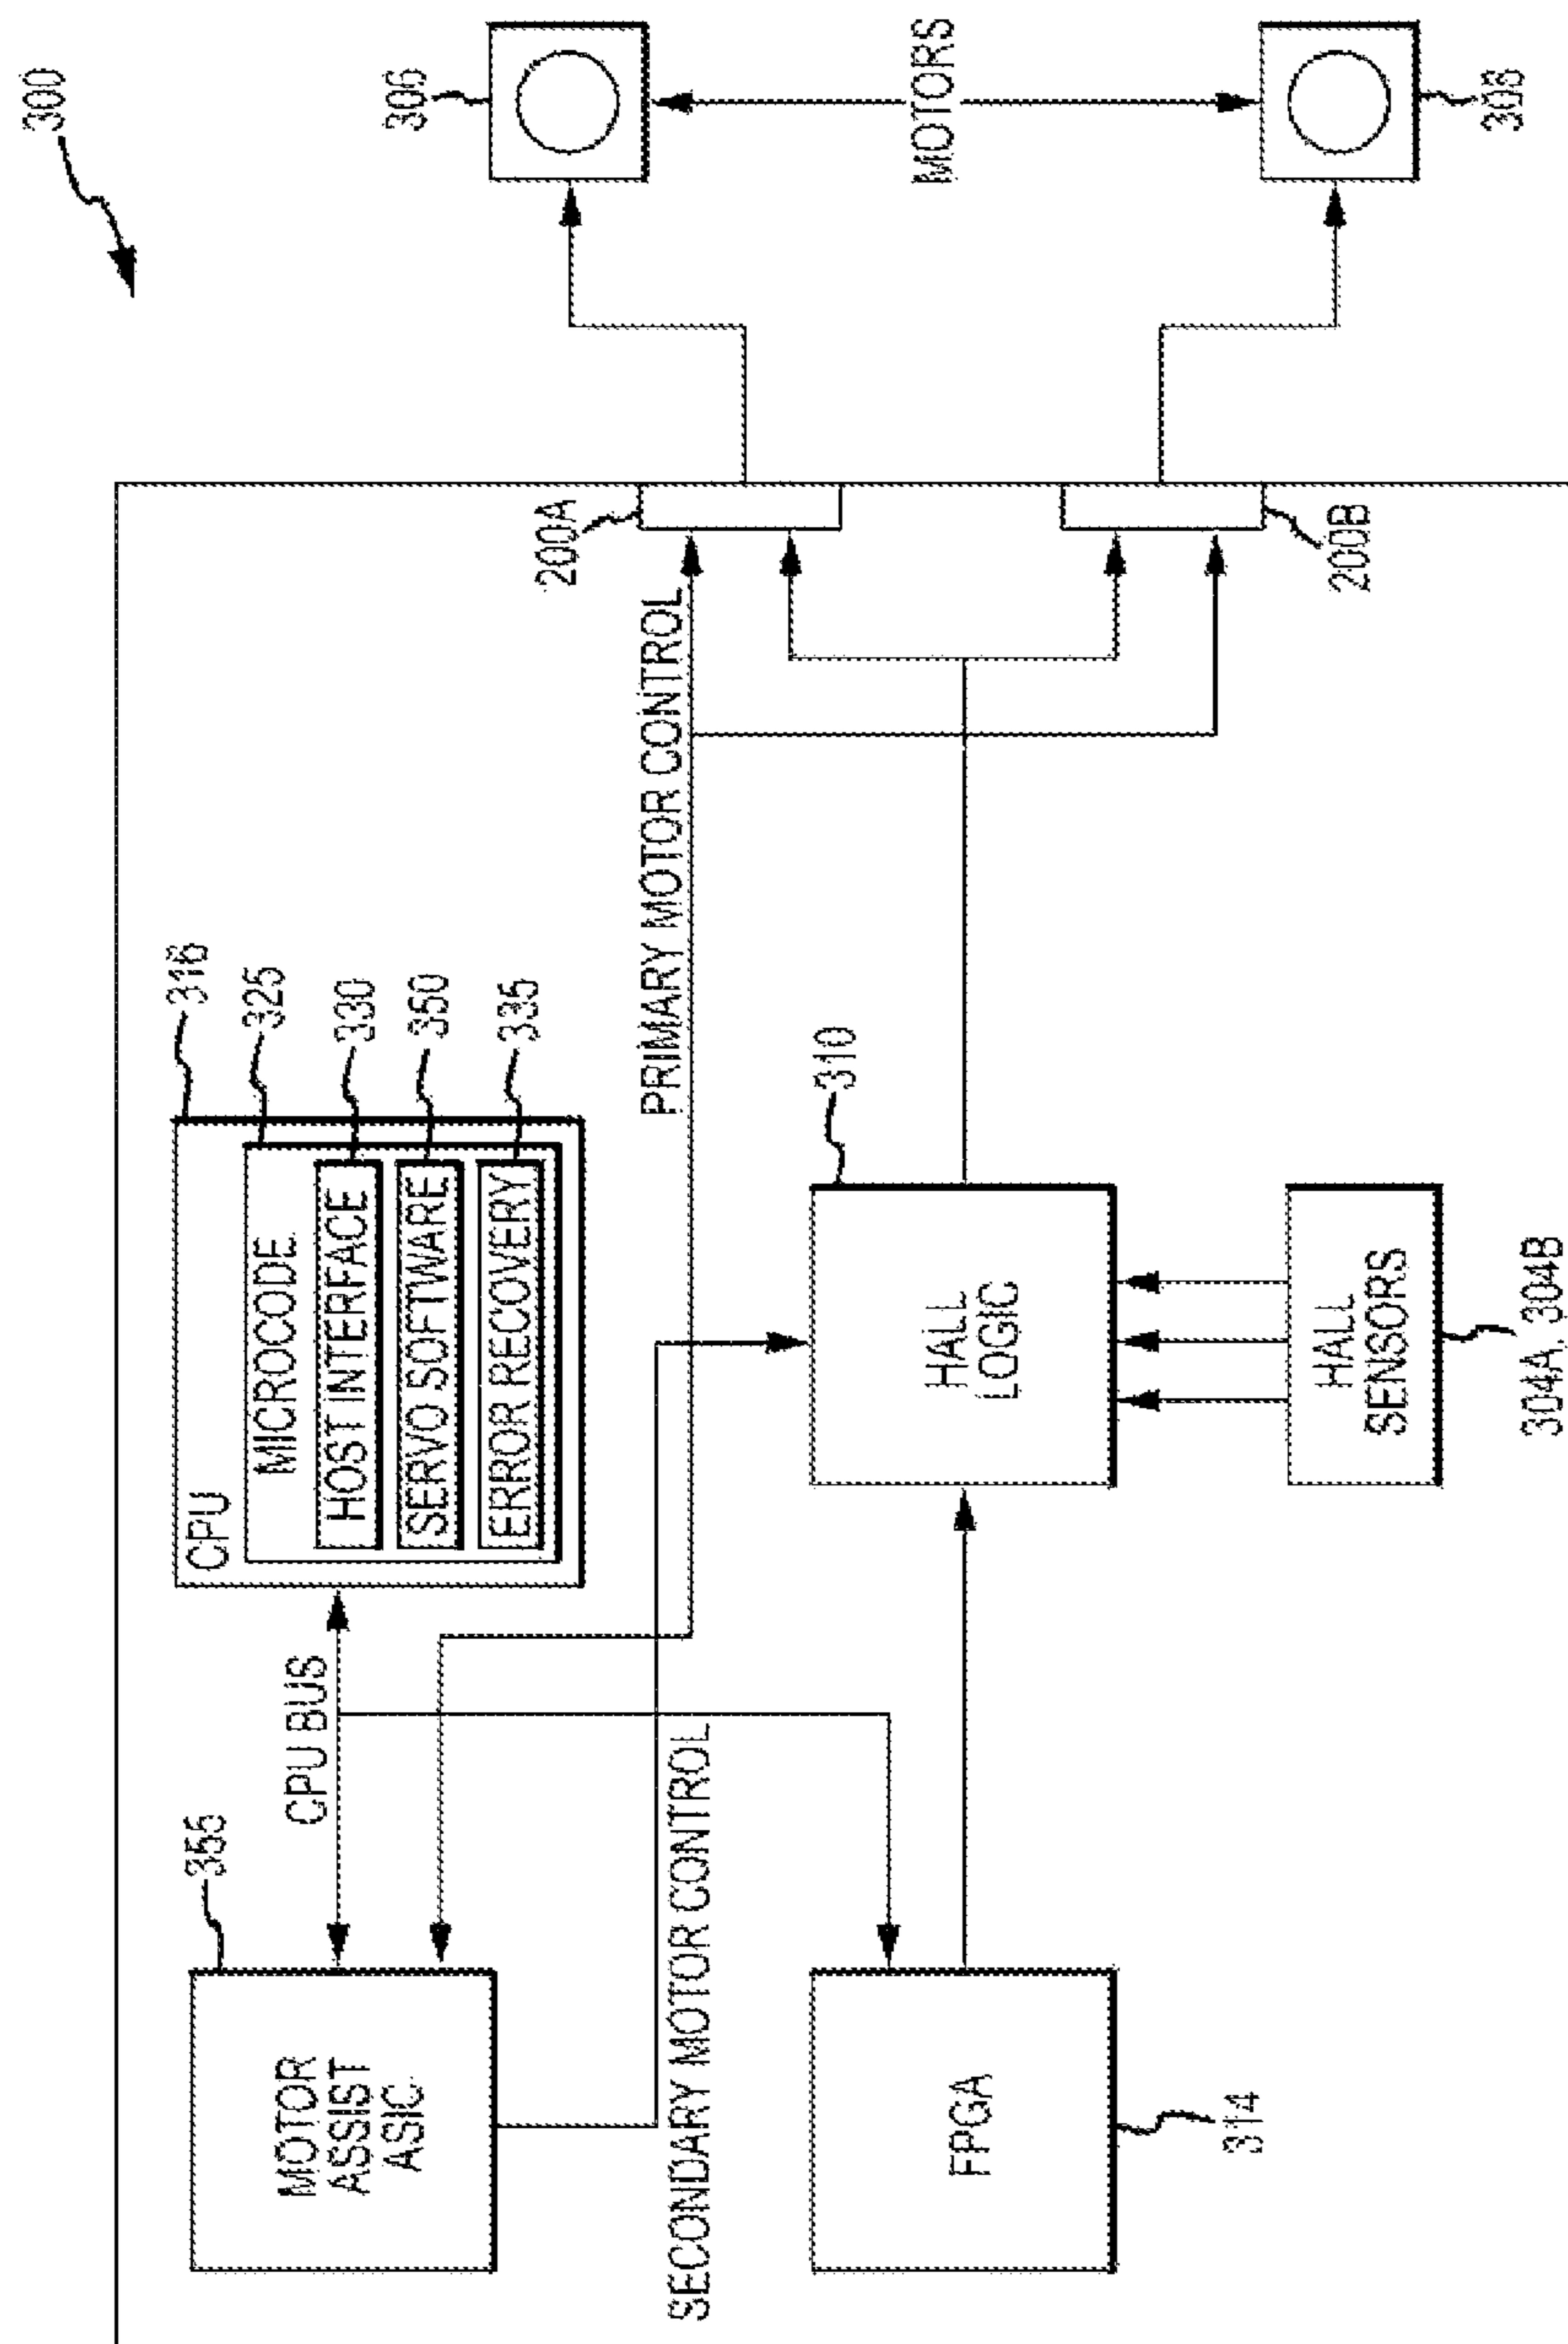 300
306
MOTORS
308
200A
200B
PRIMARY MOTOR CONTROL
316
325
330
350
335
CPU
MICROCODE
HOST INTERFACE
SERVO SOFTWARE
ERROR RECOVERY
310
HALL
LOGIC
HALL
SENSORS
304A, 304B
CPU BUS
355
MOTOR
ASSIST
ASIC
SECONDARY MOTOR CONTROL
FPGA
314